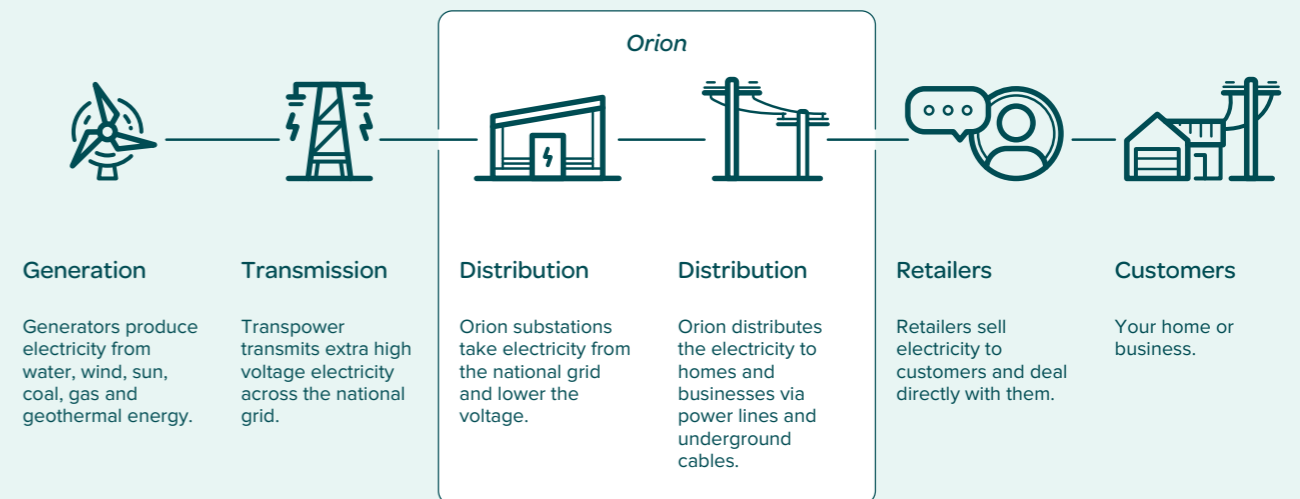 Orion
Generation
Generators produce
electricity from
water, wind, sun,
coal, gas and
geothermal energy.
Transmission
Transpower
transmits extra high
voltage electricity
across the national
grid.
Distribution
Orion substations
take electricity from
the national grid
and lower the
voltage.
Distribution
Orion distributes
the electricity to
homes and
businesses via
power lines and
underground
cables.
Retailers
Retailers sell
electricity to
customers and deal
directly with them.
Customers
Your home or
business.